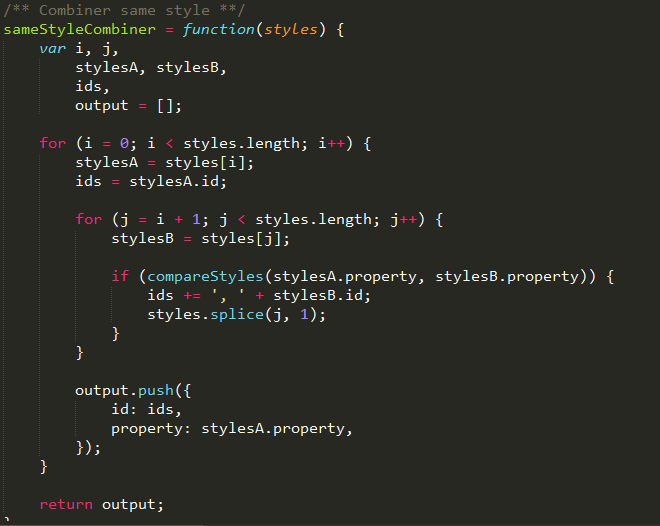 /** Combiner same style **/
sameStyleCombiner = function(styles) {
    var i, j,
        stylesA, stylesB,
        ids,
        output = [];

    for (i = 0; i < styles.length; i++) {
        stylesA = styles[i];
        ids = stylesA.id;

        for (j = i + 1; j < styles.length; j++) {
            stylesB = styles[j];

            if (compareStyles(stylesA.property, stylesB.property)) {
                ids += ', ' + stylesB.id;
                styles.splice(j, 1);
            }
        }

        output.push({
            id: ids,
            property: stylesA.property,
        });
    }

    return output;